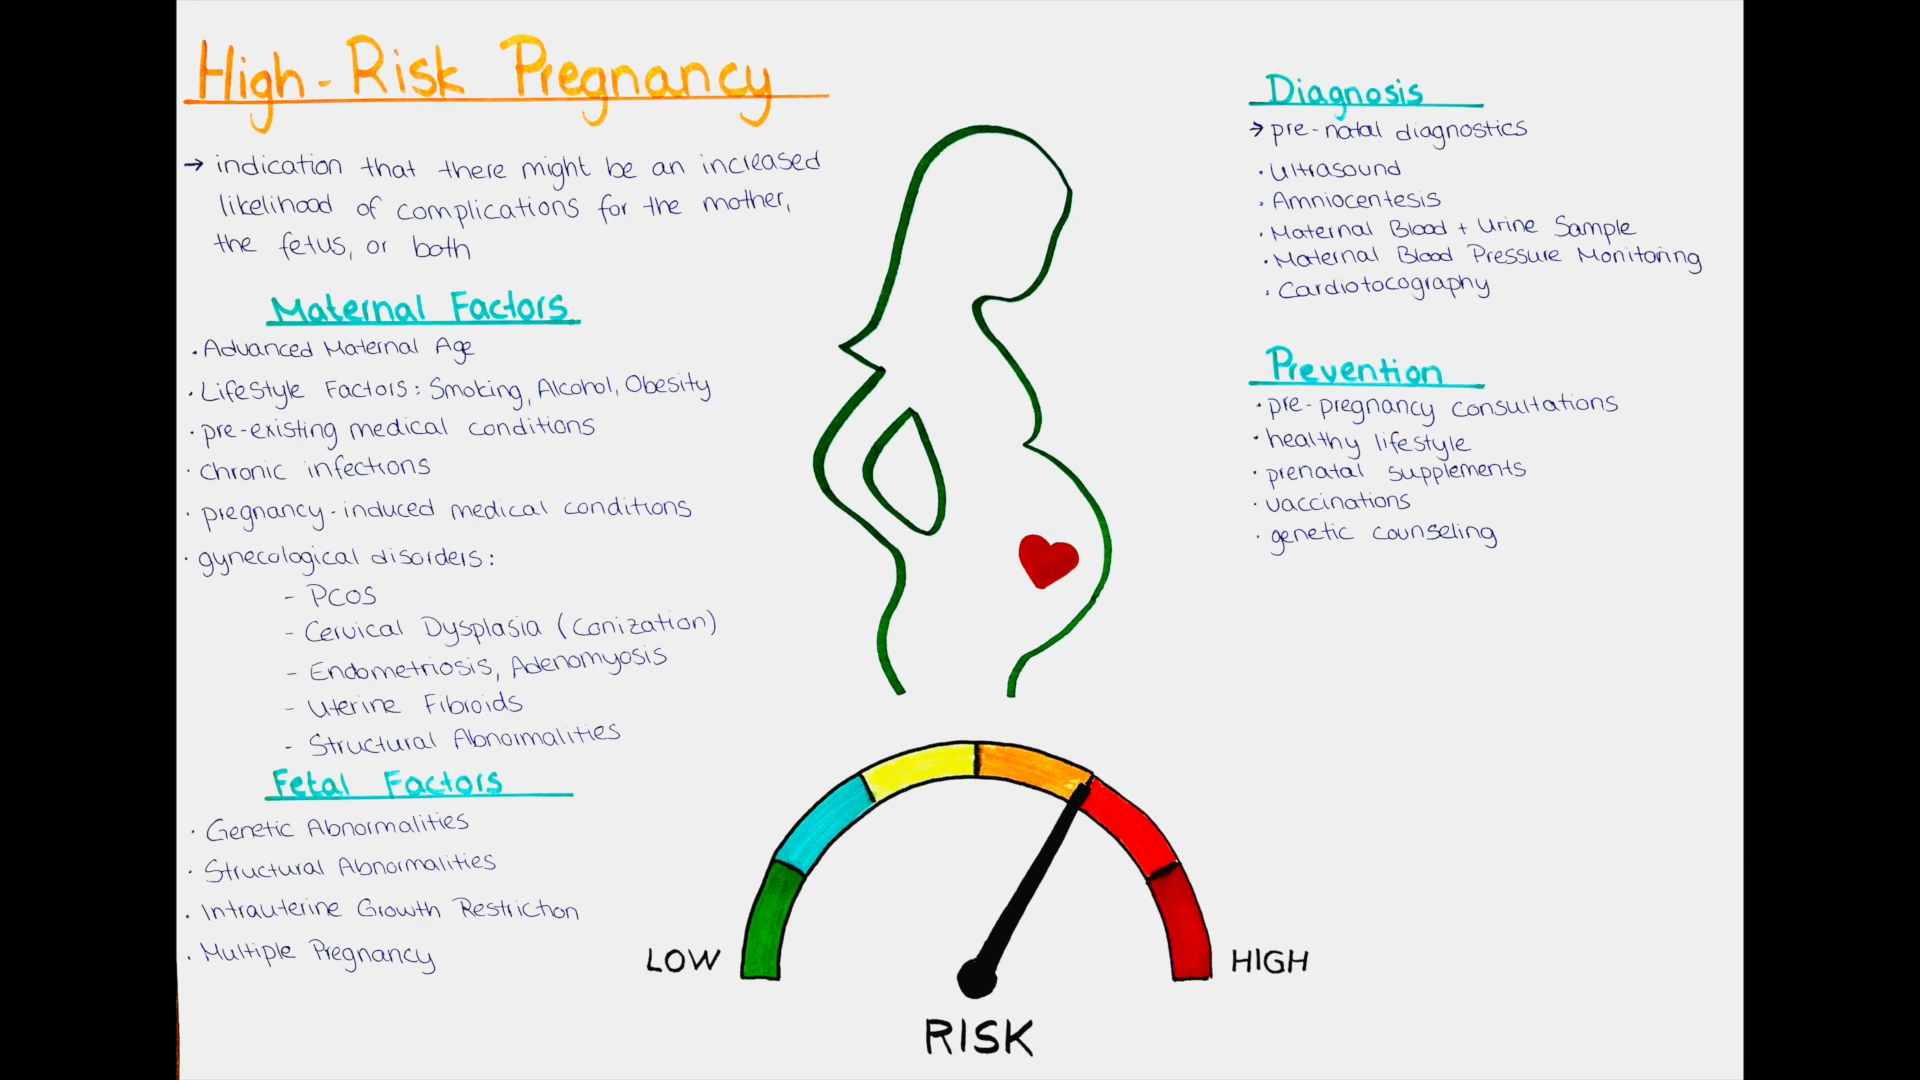 High-Risk Pregnancy
→ indication that there might be an increased
likelihood of complications for the mother,
the fetus, or both
Maternal Factors
· Advanced Maternal Age
· Lifestyle Factors: Smoking, Alcohol, Obesity
· pre-existing medical conditions
· chronic infections
· pregnancy-induced medical conditions
· gynecological disorders:
- PCOS
- Cervical Dysplasia (Conization)
- Endometriosis, Adenomyosis
- Uterine Fibroids
- Structural Abnormalities
Fetal Factors
· Genetic Abnormalities
· Structural Abnormalities
· Intrauterine Growth Restriction
· Multiple Pregnancy
LOW
HIGH
RISK
Diagnosis
→ pre-natal diagnostics
· Ultrasound
· Amniocentesis
· Maternal Blood + Urine Sample
· Maternal Blood Pressure Monitoring
· Cardiotocography
Prevention
· pre-pregnancy consultations
· healthy lifestyle
· prenatal supplements
· vaccinations
· genetic counseling